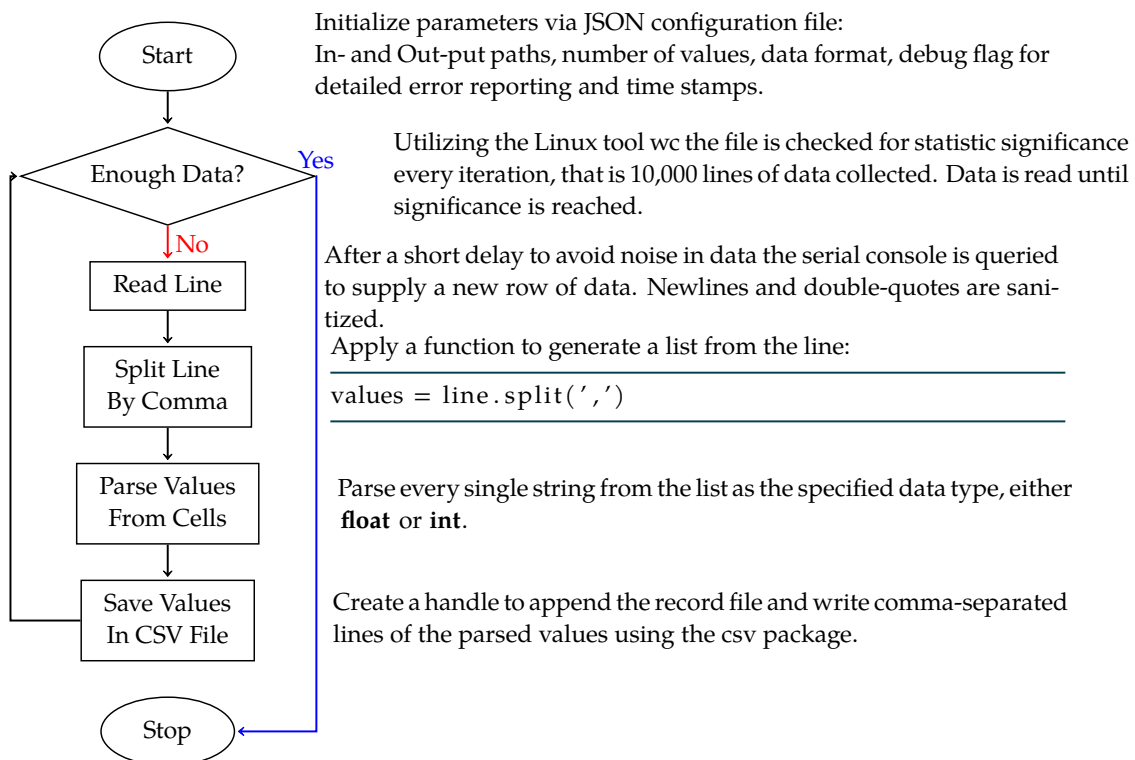 Start
Initialize parameters via JSON configuration file:
In- and Out-put paths, number of values, data format, debug flag for
detailed error reporting and time stamps.
Enough Data?
Yes
No
Utilizing the Linux tool wc the file is checked for statistic significance
every iteration, that is 10,000 lines of data collected. Data is read until
significance is reached.
Read Line
After a short delay to avoid noise in data the serial console is queried
to supply a new row of data. Newlines and double-quotes are sani-
tized.
Split Line
By Comma
Apply a function to generate a list from the line:
values = line.split(',')
Parse Values
From Cells
Parse every single string from the list as the specified data type, either
float or int.
Save Values
In CSV File
Create a handle to append the record file and write comma-separated
lines of the parsed values using the csv package.
Stop